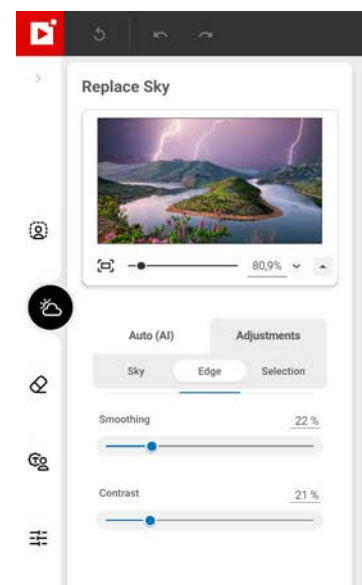 Replace Sky
80,9%
Auto (AI) Adjustments
Sky Edge Selection
Smoothing 22 %
Contrast 21 %